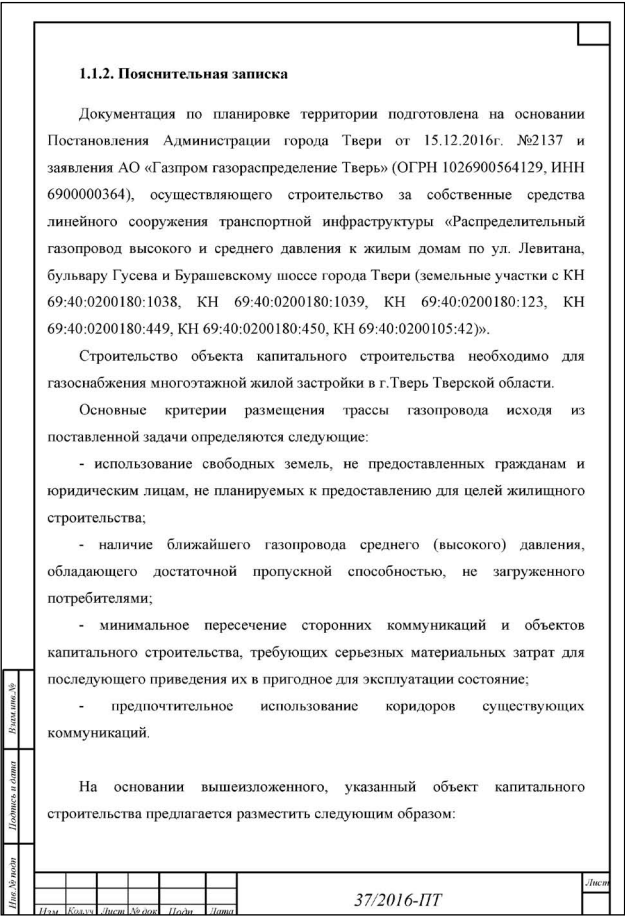 1.1.2. Пояснительная записка
Документация по планировке территории подготовлена на основании
Постановления Администрации города Твери от 15.12.2016г. №2137 и
заявления АО «Газпром газораспределение Тверь» (ОГРН 1026900564129, ИНН
6900000364), осуществляющего строительство за собственные средства
линейного сооружения транспортной инфраструктуры «Распределительный
газопровод высокого и среднего давления к жилым домам по ул. Левитана,
бульвару Гусева и Бурашевскому шоссе города Твери (земельные участки с КН
69:40:0200180:1038, КН 69:40:0200180:1039, КН 69:40:0200180:123, КН
69:40:0200180:449, КН 69:40:0200180:450, КН 69:40:0200105:42)».
Строительство объекта капитального строительства необходимо для
газоснабжения многоэтажной жилой застройки в г.Тверь Тверской области.
Основные критерии размещения трассы газопровода исходя из
поставленной задачи определяются следующие:
- использование свободных земель, не предоставленных гражданам и
юридическим лицам, не планируемых к предоставлению для целей жилищного
строительства;
- наличие ближайшего газопровода среднего (высокого) давления,
обладающего достаточной пропускной способностью, не загруженного
потребителями;
- минимальное пересечение сторонних коммуникаций и объектов
капитального строительства, требующих серьезных материальных затрат для
последующего приведения их в пригодное для эксплуатации состояние;
- предпочтительное использование коридоров существующих
коммуникаций.
На основании вышеизложенного, указанный объект капитального
строительства предлагается разместить следующим образом:
Взам.инв.№
Подпись и дата
Инв.№ подп
Изм. Кол.уч Лист № док Подп. Дата
37/2016-ПТ
Лист